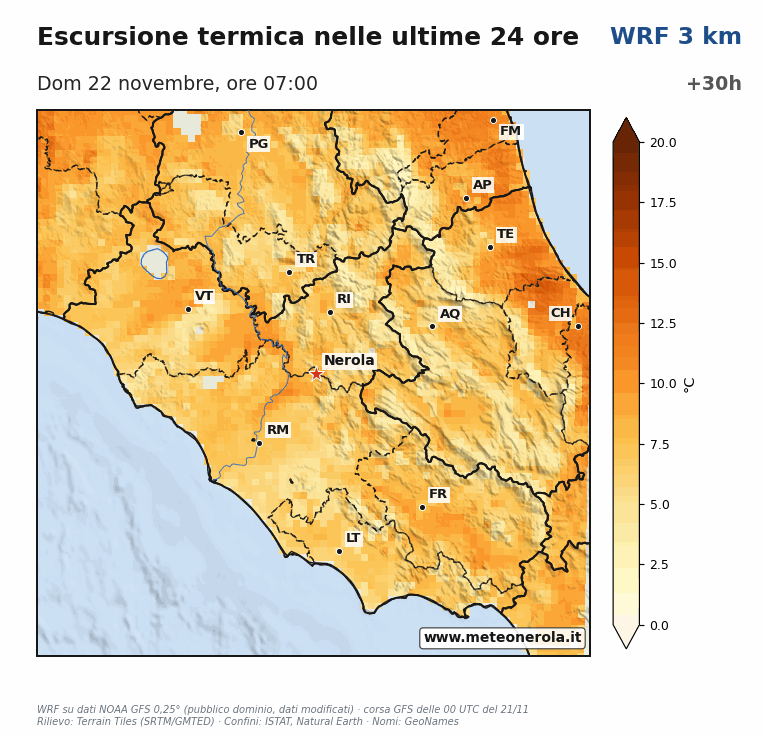 Escursione termica nelle ultime 24 ore WRF 3 km
Dom 22 novembre, ore 07:00 +30h
FM
PG
AP
TE
TR
VT
RI
AQ
CH
Nerola
RM
FR
LT
www.meteonerola.it
20.0
17.5
15.0
12.5
10.0
7.5
5.0
2.5
0.0
°C
WRF su dati NOAA GFS 0,25° (pubblico dominio, dati modificati) · corsa GFS delle 00 UTC del 21/11
Rilievo: Terrain Tiles (SRTM/GMTED) · Confini: ISTAT, Natural Earth · Nomi: GeoNames